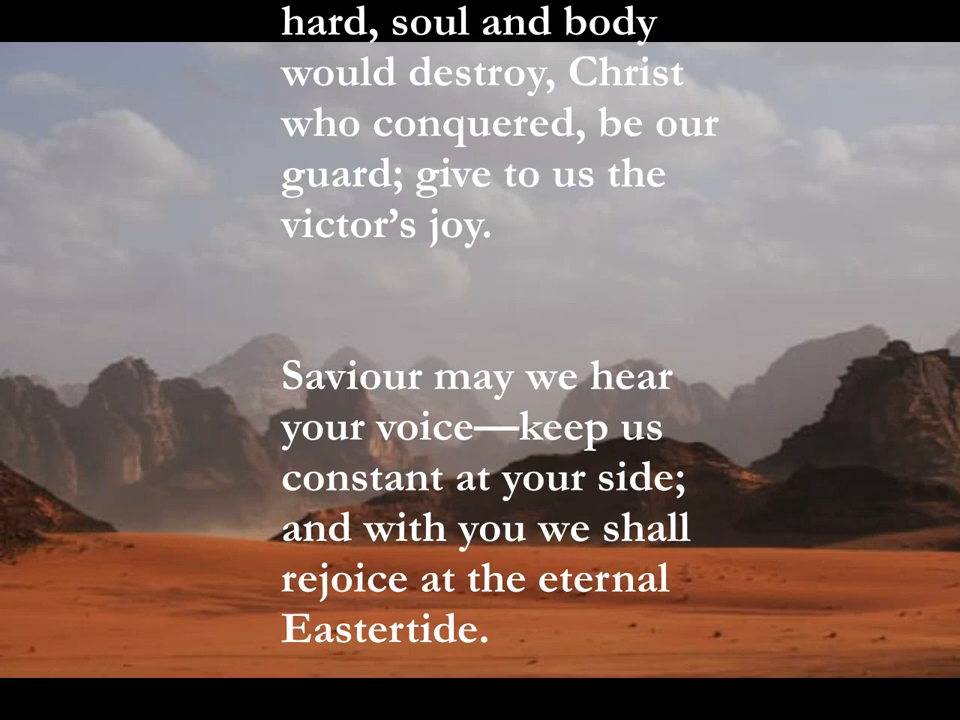 hard, soul and body
would destroy, Christ
who conquered, be our
guard; give to us the
victor’s joy.
Saviour may we hear
your voice—keep us
constant at your side;
and with you we shall
rejoice at the eternal
Eastertide.